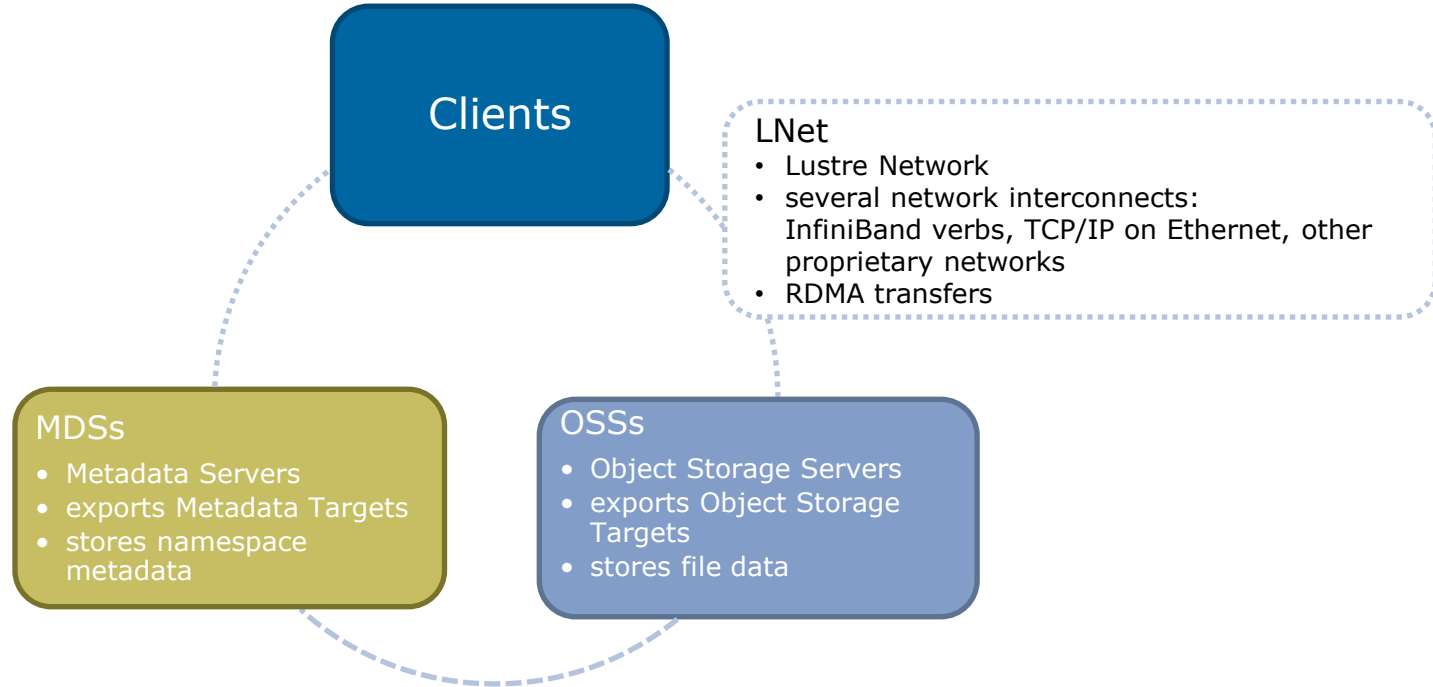 Clients
LNet
• Lustre Network
• several network interconnects:
InfiniBand verbs, TCP/IP on Ethernet, other
proprietary networks
• RDMA transfers
MDSs
• Metadata Servers
• exports Metadata Targets
• stores namespace
metadata
OSSs
• Object Storage Servers
• exports Object Storage
Targets
• stores file data